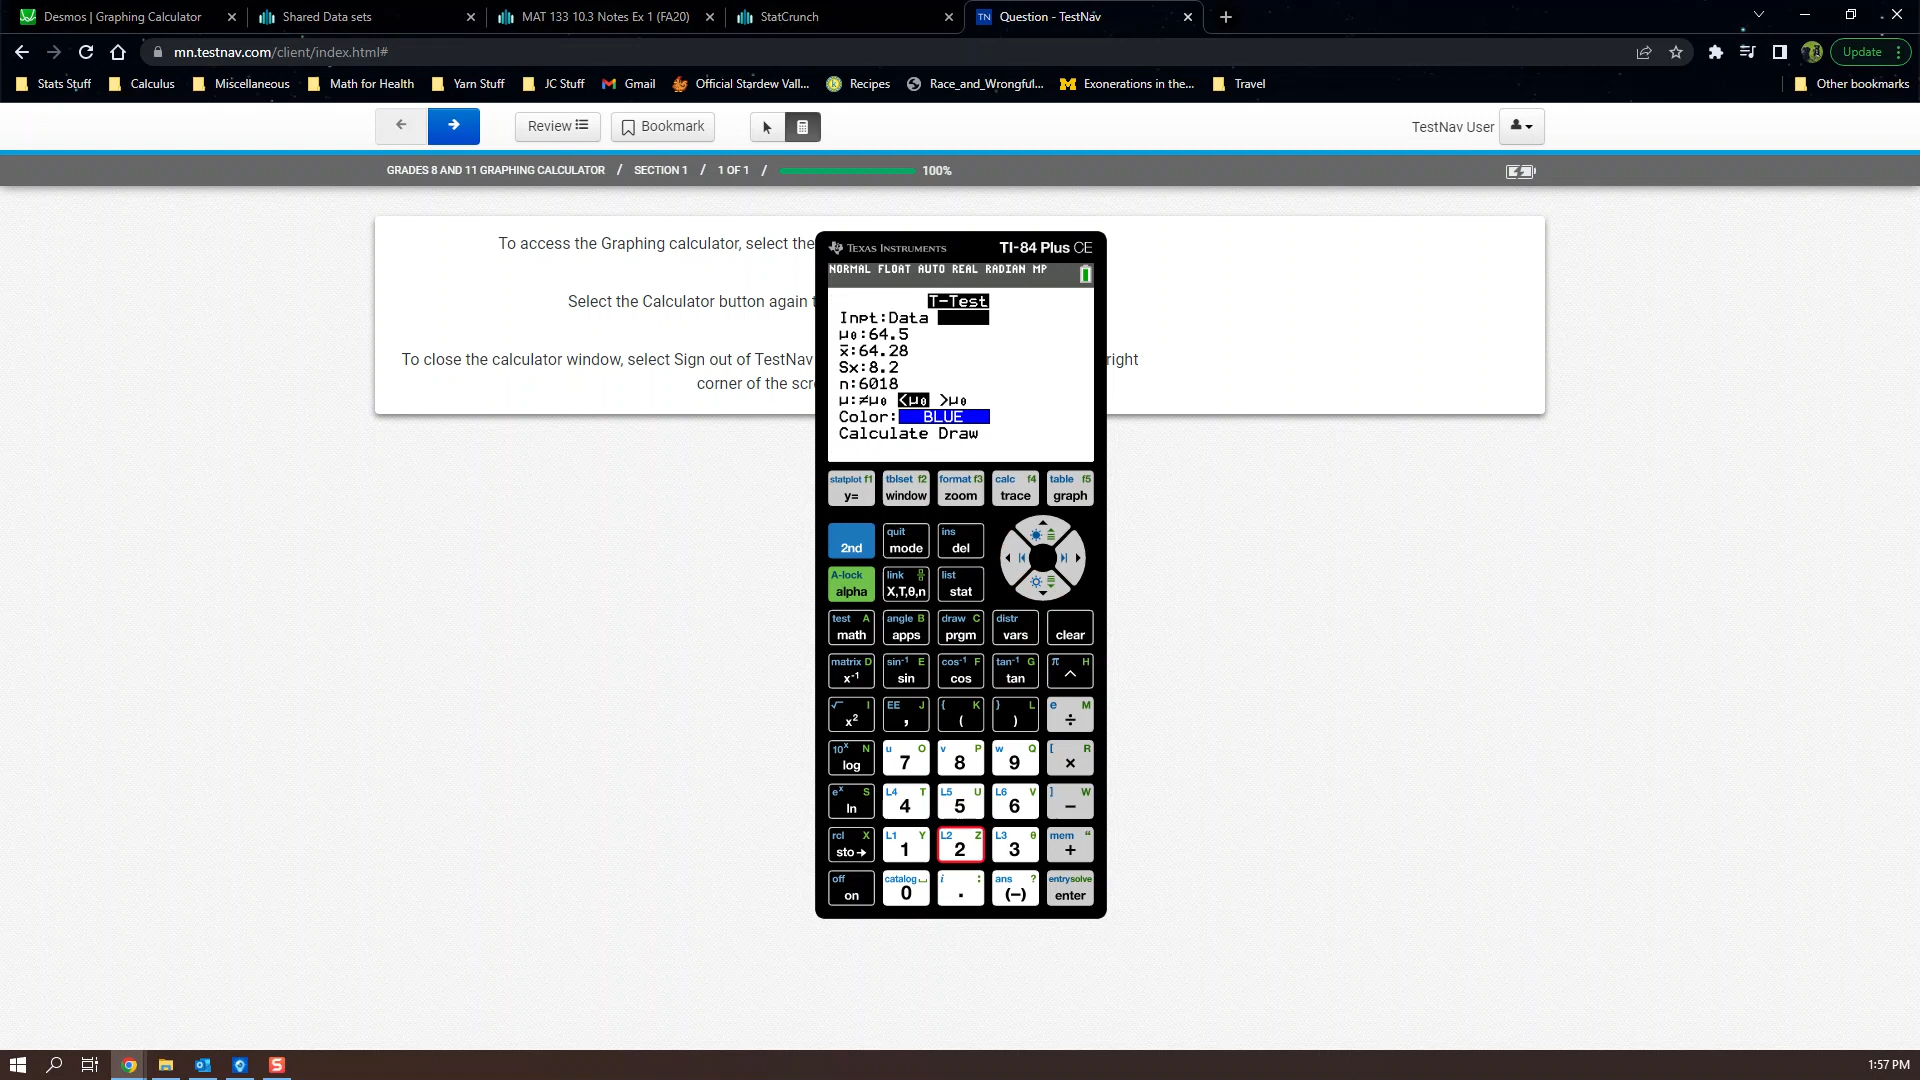 Desmos | Graphing Calculator
Shared Data sets
MAT 133 10.3 Notes Ex 1 (FA20)
StatCrunch
TN Question - TestNav
mn.testnav.com/client/index.html#
Update
Stats Stuff
Calculus
Miscellaneous
Math for Health
Yarn Stuff
JC Stuff
Gmail
Official Stardew Vall...
Recipes
Race_and_Wrongful...
Exonerations in the...
Travel
Other bookmarks
Review
Bookmark
TestNav User
GRADES 8 AND 11 GRAPHING CALCULATOR / SECTION 1 / 1 OF 1 / 100%
To access the Graphing calculator, select the
Select the Calculator button again t
To close the calculator window, select Sign out of TestNav
right
corner of the scre
TEXAS INSTRUMENTS TI-84 Plus CE
NORMAL FLOAT AUTO REAL RADIAN MP
T-Test
Inpt:Data
μ₀:64.5
x̄:64.28
Sx:8.2
n:6018
μ:≠μ₀ <μ₀ >μ₀
Color: BLUE
Calculate Draw
statplot f1 tblset f2 format f3 calc f4 table f5
y= window zoom trace graph
quit ins
2nd mode del
A-lock link list
alpha X,T,θ,n stat
test A angle B draw C distr
math apps prgm vars clear
matrix D sin⁻¹ E cos⁻¹ F tan⁻¹ G π H
x⁻¹ sin cos tan ^
√ I EE J { K } L e M
x² , ( ) ÷
10ˣ N u O v P w Q [ R
log 7 8 9 ×
eˣ S L4 T L5 U L6 V ] W
ln 4 5 6 −
rcl X L1 Y L2 Z L3 θ mem "
sto→ 1 2 3 +
off catalog i : ans ? entry solve
on 0 . (−) enter
1:57 PM